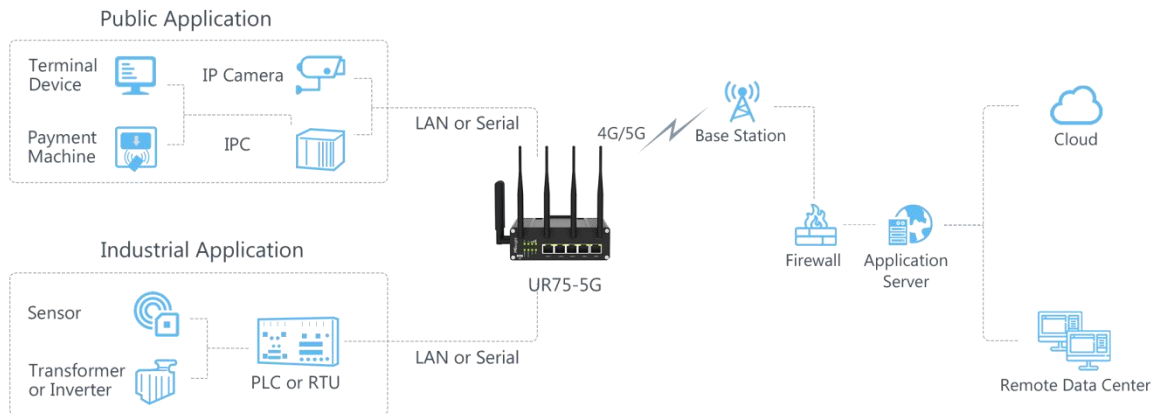 Public Application
Terminal
Device
IP Camera
Payment
Machine
IPC
LAN or Serial
4G/5G
Base Station
Cloud
Firewall
Application
Server
UR75-5G
Industrial Application
Sensor
Transformer
or Inverter
PLC or RTU
LAN or Serial
Remote Data Center